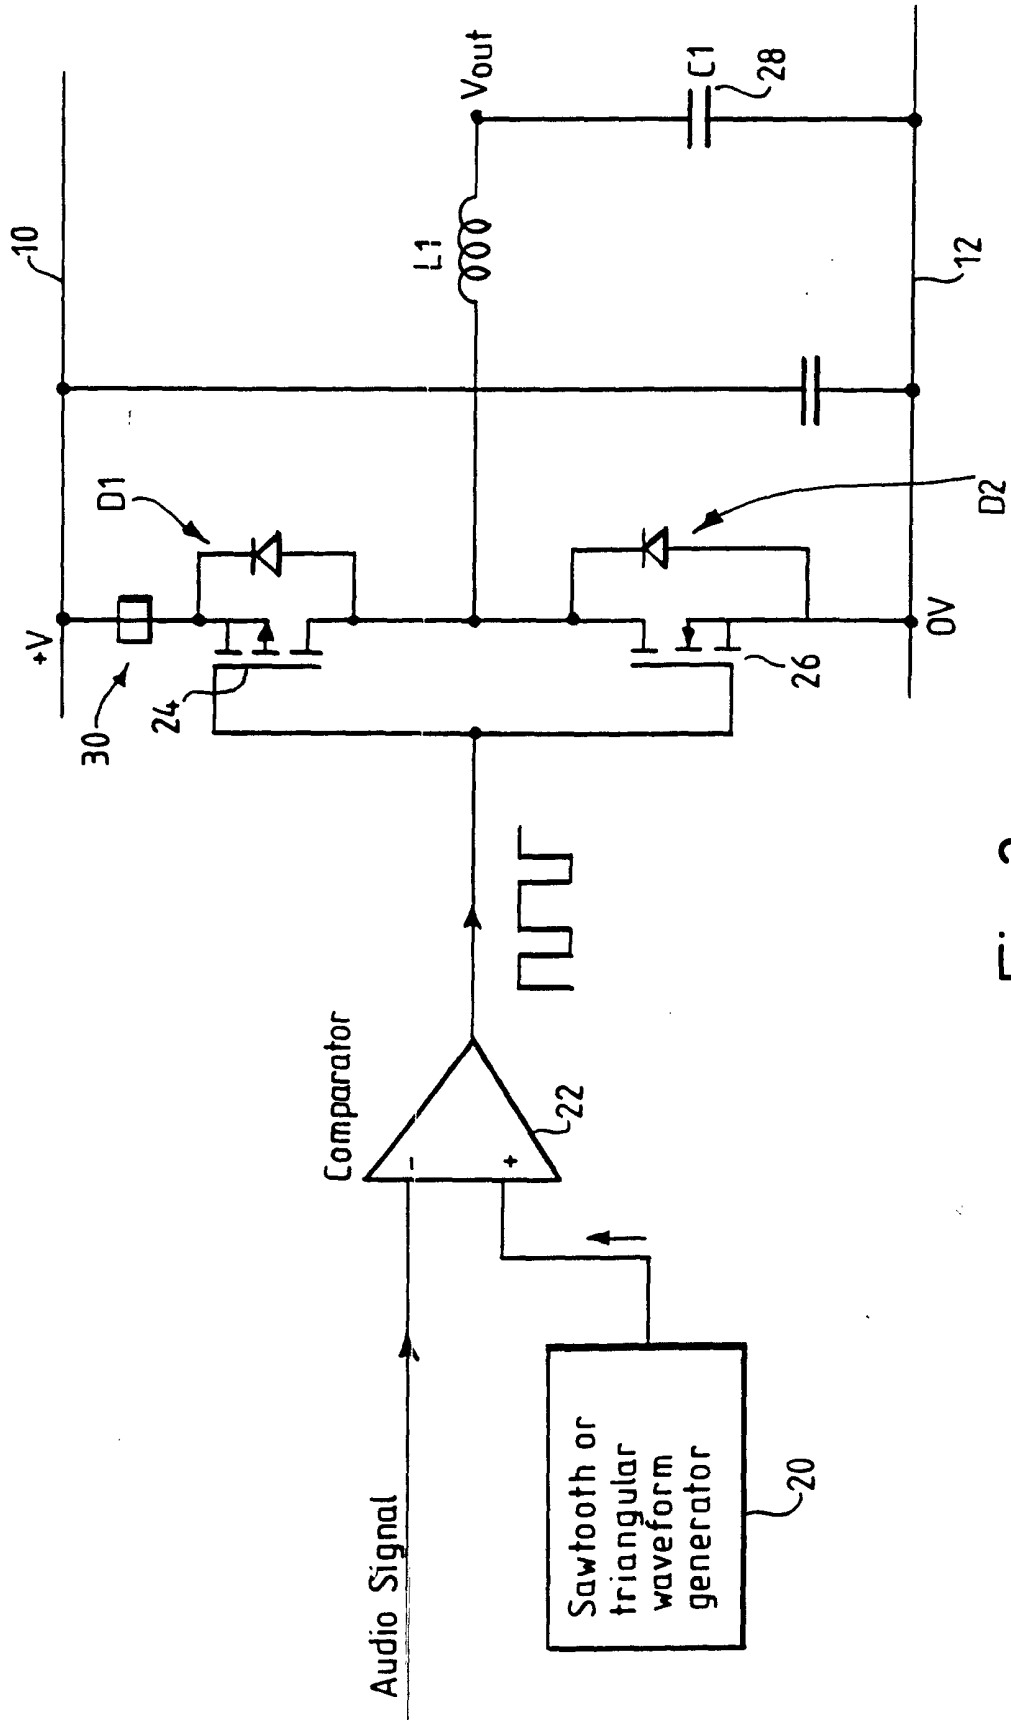 +V
10
30
D1
24
L1
Vout
C1
28
Audio Signal
Comparator
-
+
22
Sawtooth or
triangular
waveform
generator
20
26
0V
D2
12